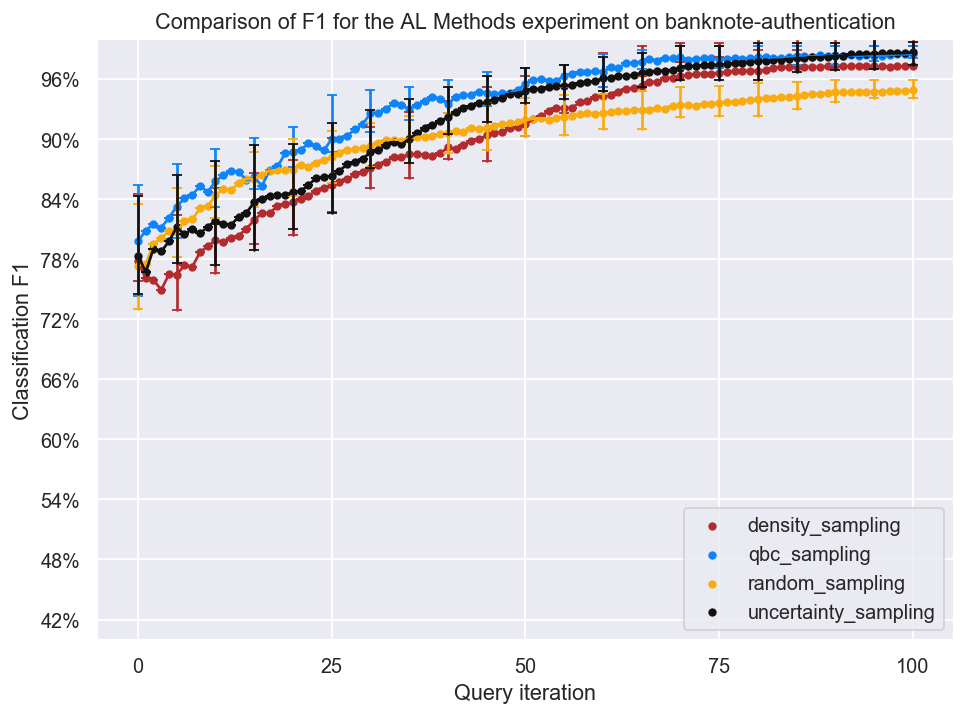 Comparison of F1 for the AL Methods experiment on banknote-authentication
96%
90%
84%
78%
72%
66%
60%
54%
48%
42%
Classification F1
density_sampling
qbc_sampling
random_sampling
uncertainty_sampling
0
25
50
75
100
Query iteration